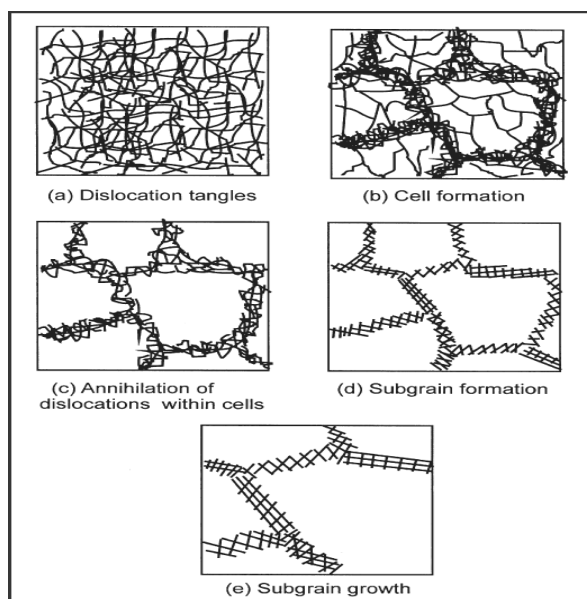 (a) Dislocation tangles
(b) Cell formation
(c) Annihilation of
dislocations within cells
(d) Subgrain formation
(e) Subgrain growth